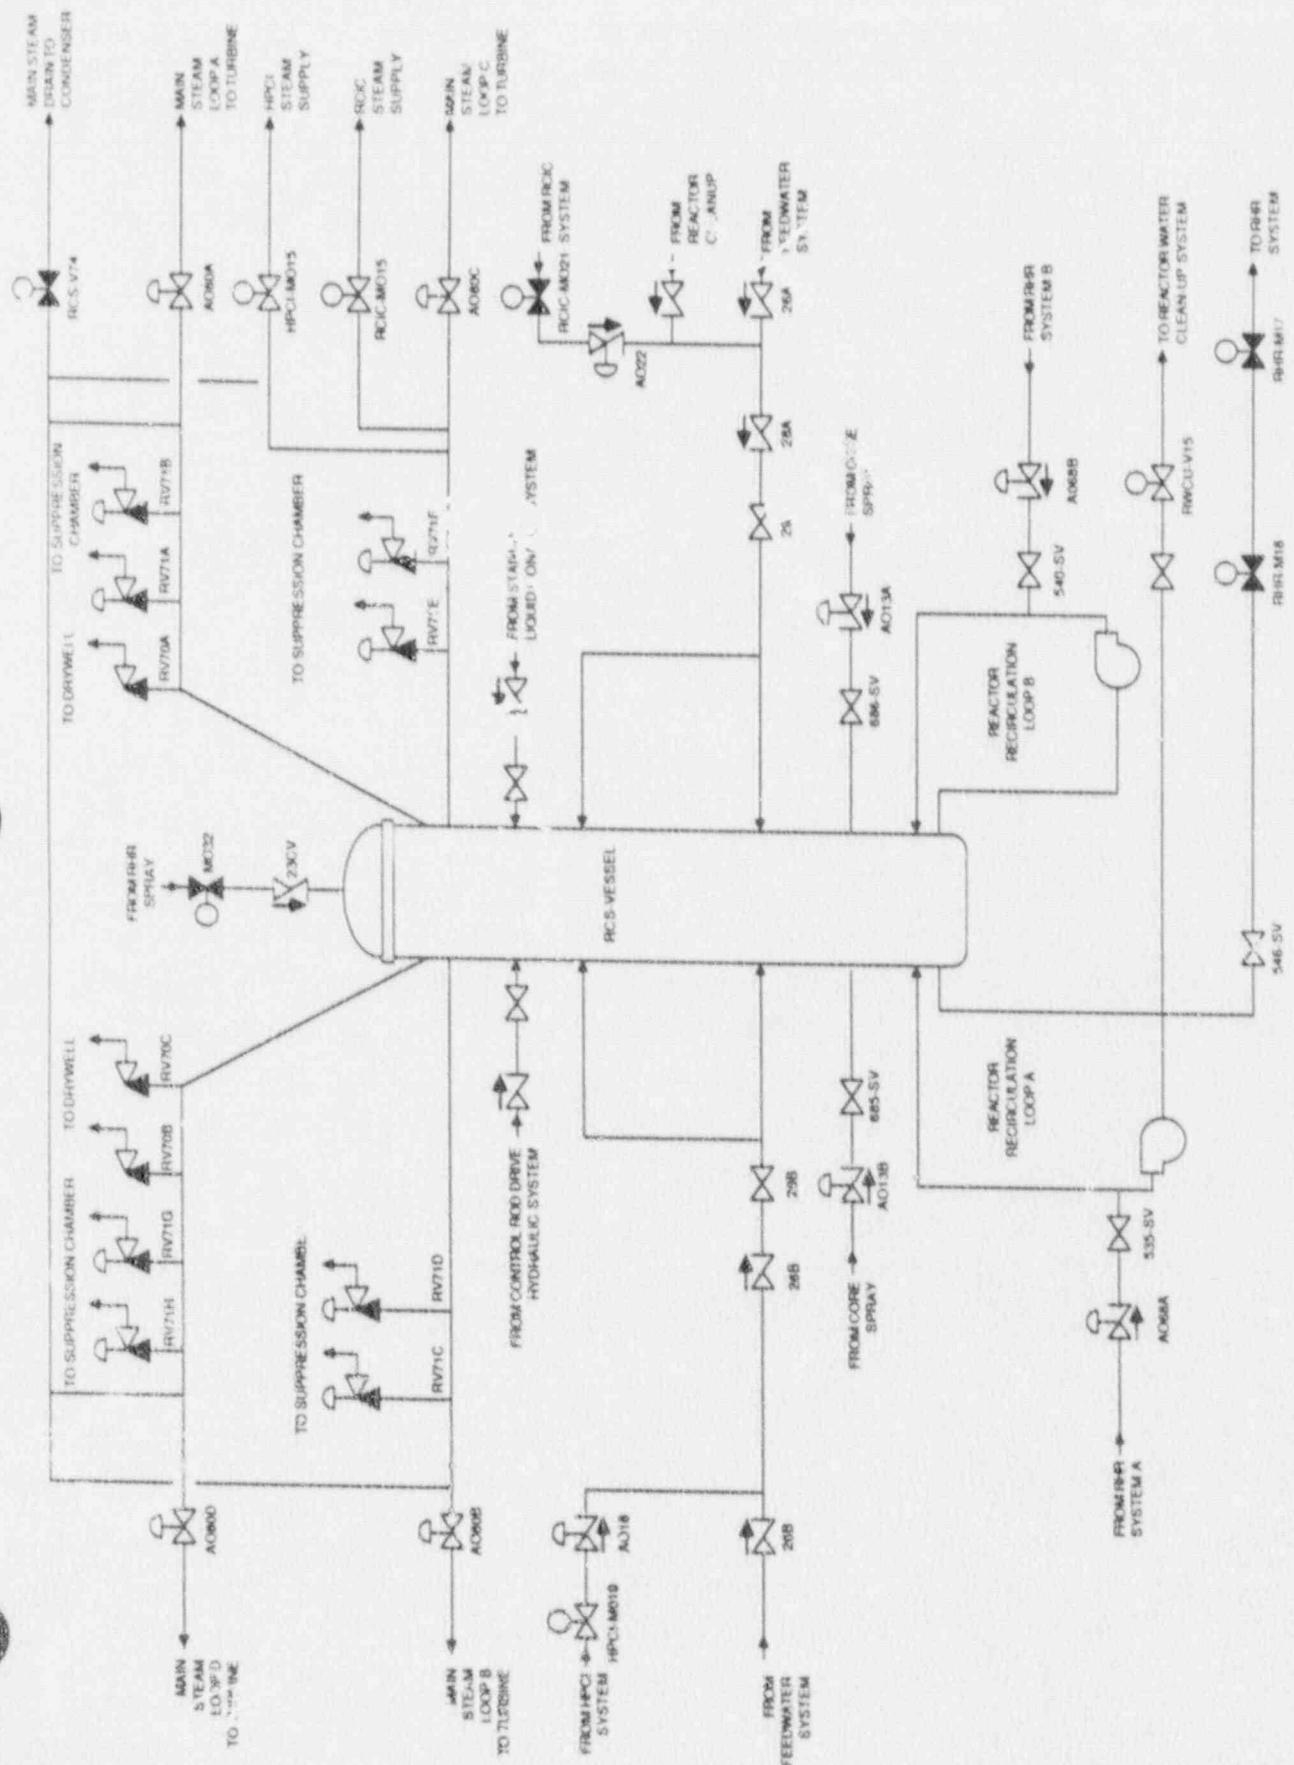 MAIN STEAM
DRAIN TO
CONDENSER
MAIN
STEAM
LOOP A
TO TURBINE
HPCI
STEAM
SUPPLY
RCIC
STEAM
SUPPLY
MAIN
STEAM
LOOP C
TO TURBINE
RCS-V74
AO80A
HPCI-MO15
RCIC-MO15
AO80C
FROM RCIC
SYSTEM
RCIC-MO21
AO22
FROM
REACTOR
FROM
SYSTEM
26A
28A
TO SUPPRESSION
CHAMBER
RV71B
RV71A
TO DRYWELL
RV70A
TO SUPPRESSION CHAMBER
RV71E
LIQUID
SYSTEM
FROM
AO13A
686-SV
FROM RHR
SYSTEM B
AO68B
540-SV
REACTOR
RECIRCULATION
LOOP B
TO REACTOR WATER
CLEAN-UP SYSTEM
RWCU-V15
TO RHR
SYSTEM
RHR-M17
RHR-M18
546-SV
FROM RHR
SPRAY
MO32
23CV
RCS-VESSEL
TO DRYWELL
RV70C
RV70B
TO SUPPRESSION CHAMBER
RV71G
RV71H
TO SUPPRESSION CHAMBE
RV71D
RV71C
FROM CONTROL ROD DRIVE
HYDRAULIC SYSTEM
29B
28B
685-SV
AO13B
FROM CORE
SPRAY
REACTOR
RECIRCULATION
LOOP A
535-SV
AO68A
FROM RHR
SYSTEM A
AO80D
MAIN
STEAM
LOOP D
TO
AO80B
MAIN
STEAM
LOOP B
TO TURBINE
AO18
HPCI-MO19
FROM HPCI
SYSTEM
26B
FROM
FEEDWATER
SYSTEM